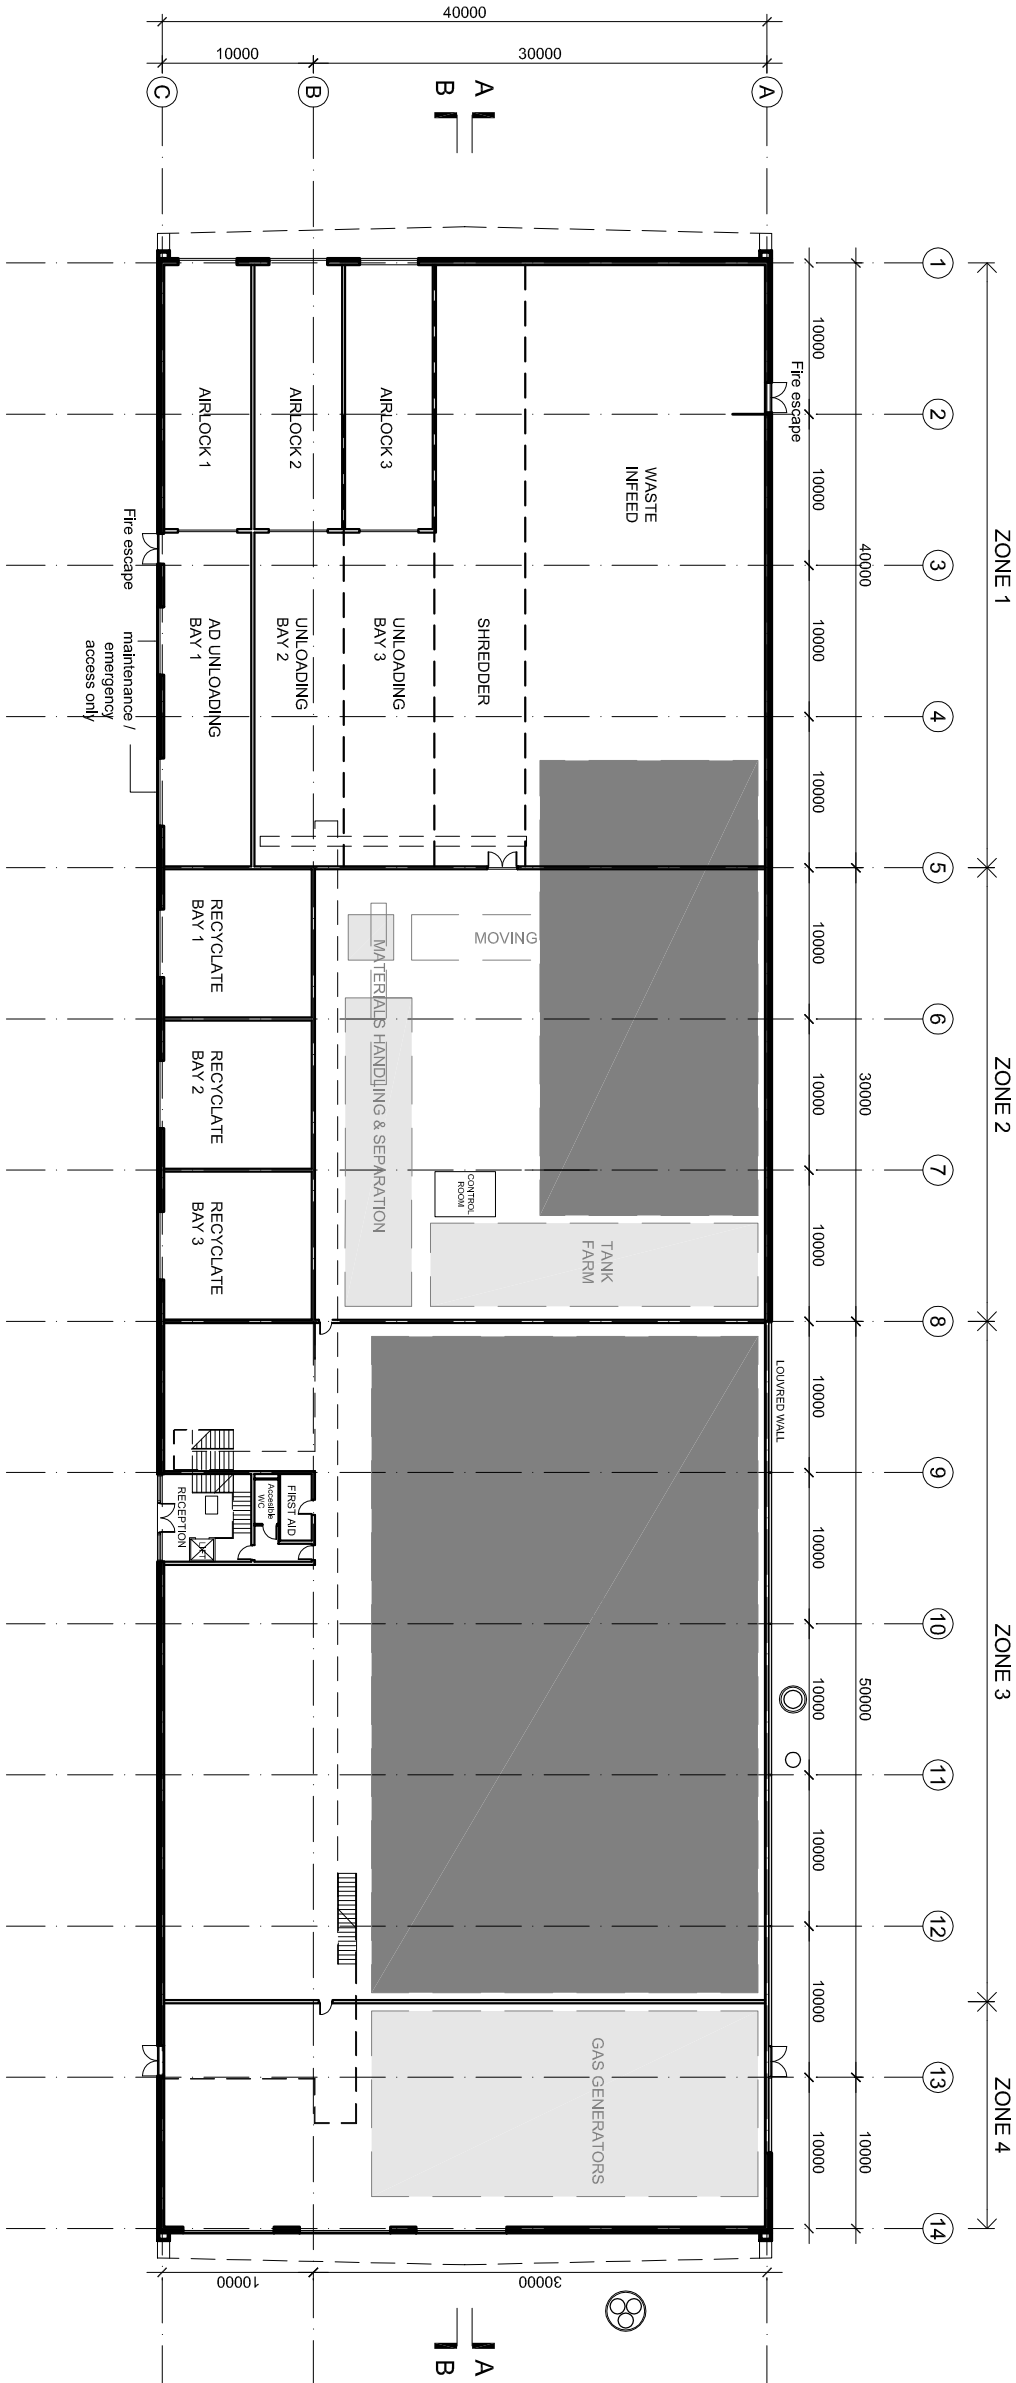 40000
10000
30000
C
B
A
B
A
1
2
3
4
5
6
7
8
9
10
11
12
13
14
ZONE 1
ZONE 2
ZONE 3
ZONE 4
40000
30000
50000
10000
10000
10000
10000
10000
10000
10000
10000
10000
10000
10000
10000
10000
10000
Fire escape
WASTE
INFEED
AIRLOCK 1
AIRLOCK 2
AIRLOCK 3
Fire escape
maintenance /
emergency
access only
AD UNLOADING
BAY 1
UNLOADING
BAY 2
UNLOADING
BAY 3
SHREDDER
RECYCLATE
BAY 1
RECYCLATE
BAY 2
RECYCLATE
BAY 3
MOVING
MATERIALS HANDLING & SEPARATION
CONTROL
ROOM
TANK
FARM
LOUVRED WALL
RECEPTION
LIFT
Accesible
WC
FIRST AID
GAS GENERATORS
10000
30000
B
A